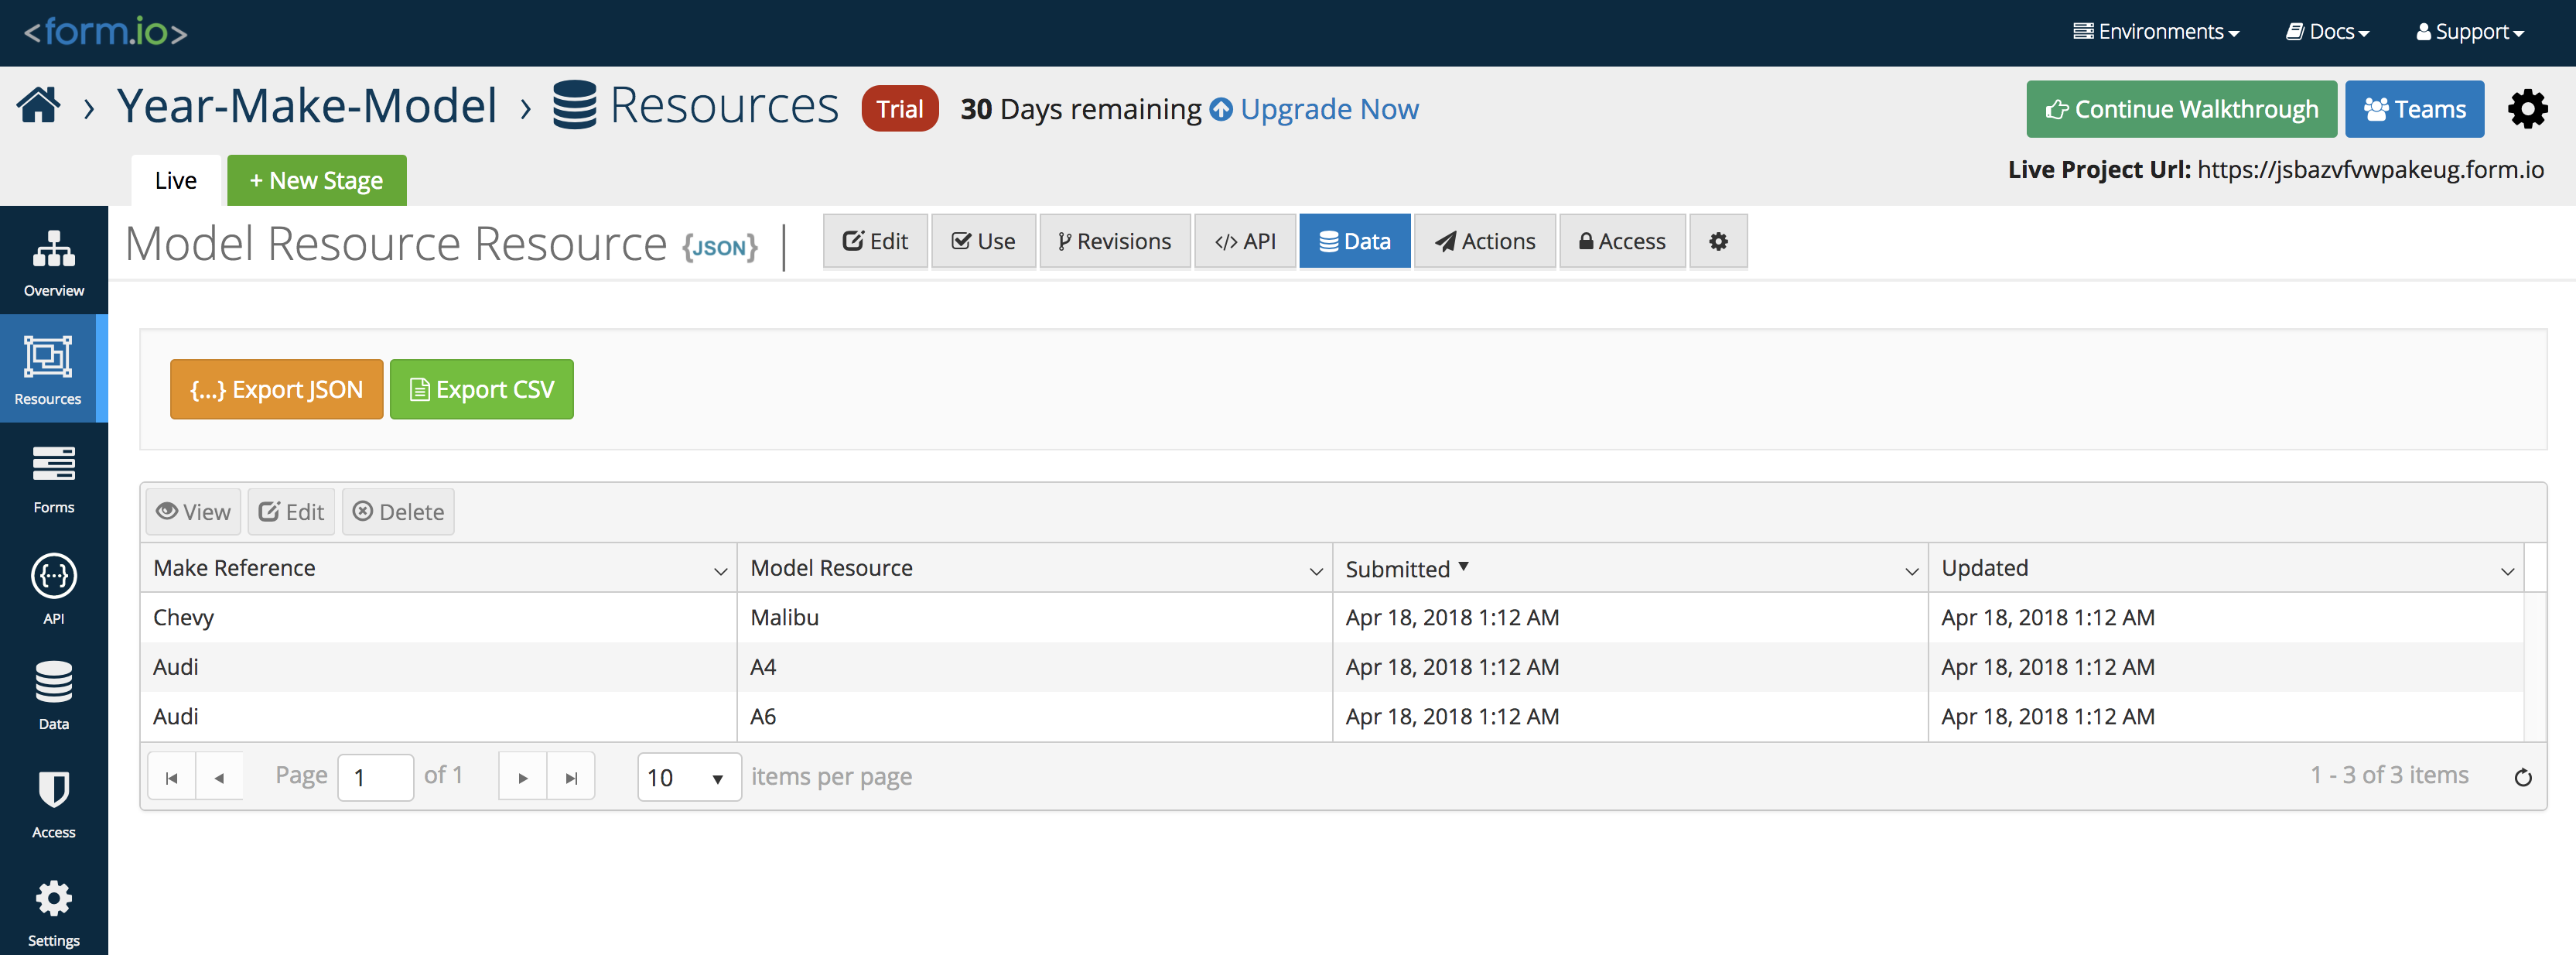 <form.io>
Environments Docs Support
Year-Make-Model Resources Trial 30 Days remaining Upgrade Now Continue Walkthrough Teams
Live + New Stage Live Project Url: https://jsbazvfvwpakeug.form.io
Model Resource Resource {JSON} Edit Use Revisions </> API Data Actions Access
Overview
Resources
Forms
API
Data
Access
Settings
{...} Export JSON Export CSV
View Edit Delete
Make Reference Model Resource Submitted Updated
Chevy Malibu Apr 18, 2018 1:12 AM Apr 18, 2018 1:12 AM
Audi A4 Apr 18, 2018 1:12 AM Apr 18, 2018 1:12 AM
Audi A6 Apr 18, 2018 1:12 AM Apr 18, 2018 1:12 AM
Page 1 of 1 10 items per page 1 - 3 of 3 items